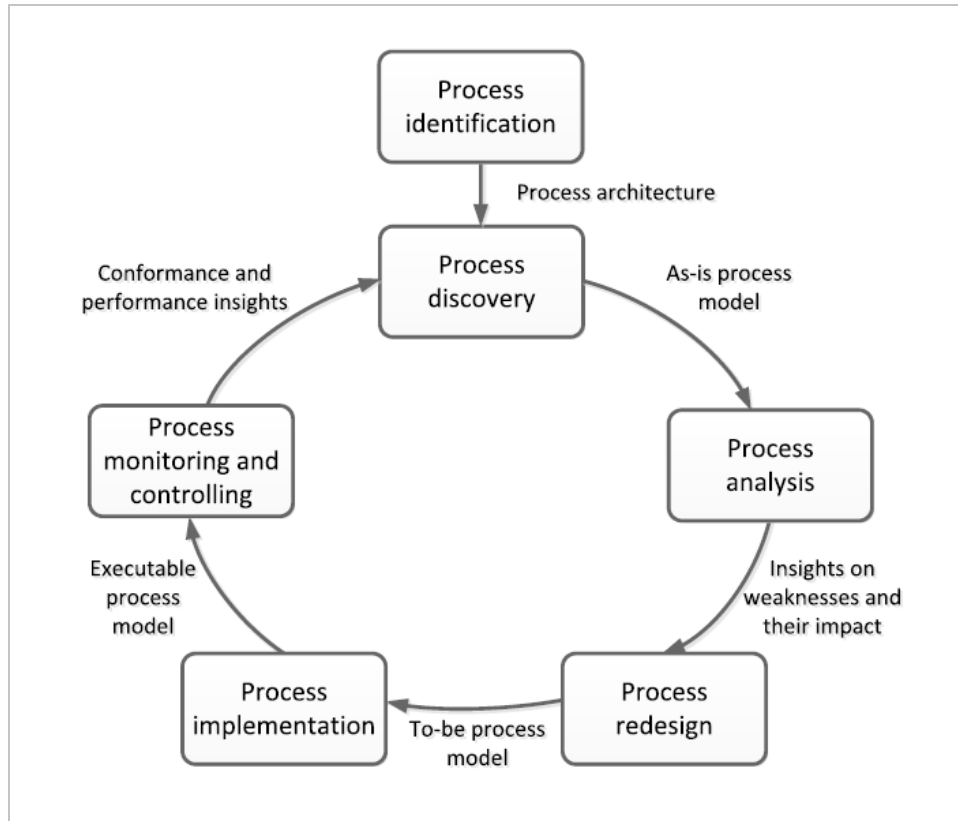 Process
identification
Process architecture
Process
discovery
As-is process
model
Process
analysis
Insights on
weaknesses and
their impact
Process
redesign
To-be process
model
Process
implementation
Executable
process
model
Process
monitoring and
controlling
Conformance and
performance insights